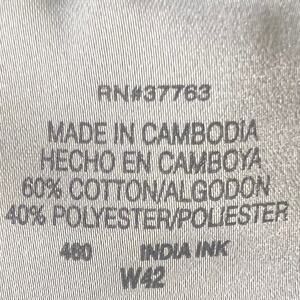 RN#37763
MADE IN CAMBODIA
HECHO EN CAMBOYA
60% COTTON/ALGODON
40% POLYESTER/POLIESTER
460 INDIA INK
W42